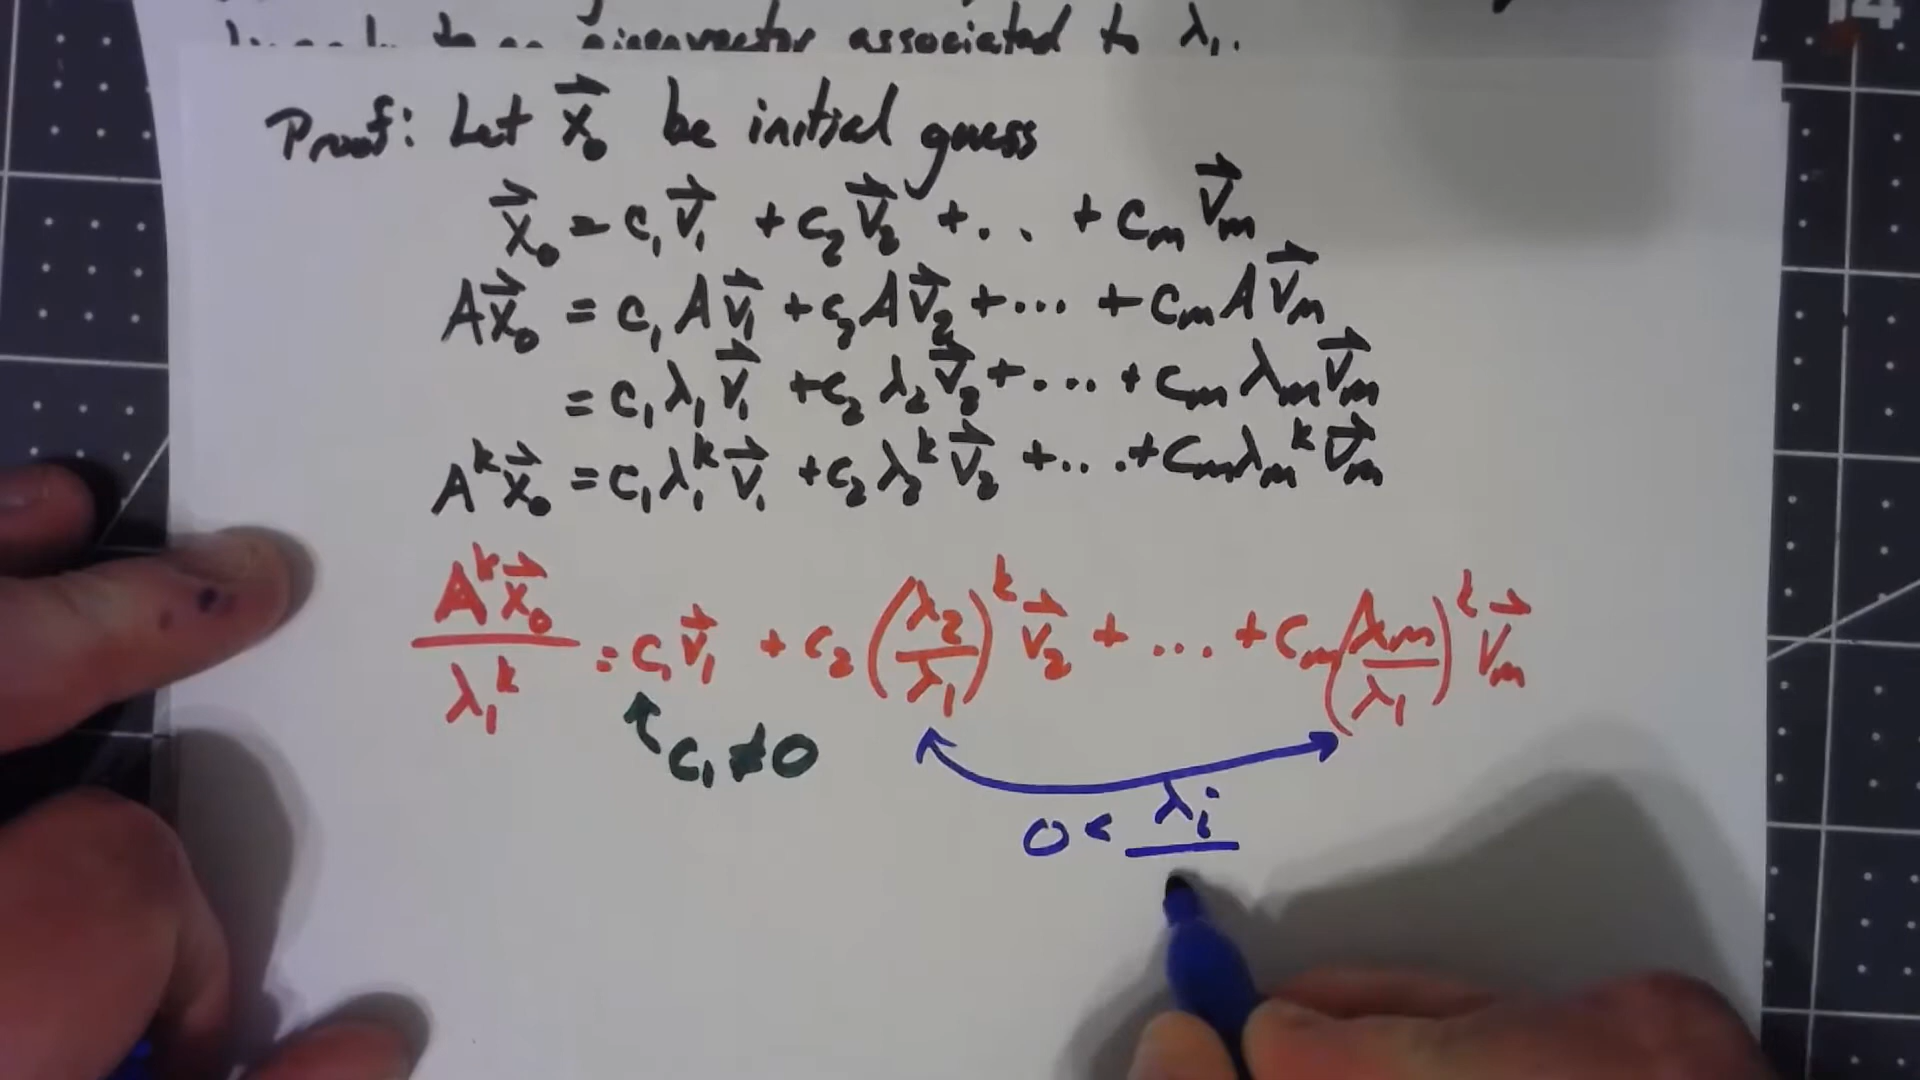 to an eigenvector associated to λ₁.
Proof: Let x⃗₀ be initial guess
x⃗₀ = c₁v⃗₁ + c₂v⃗₂ + ... + cₘv⃗ₘ
Ax⃗₀ = c₁Av⃗₁ + c₂Av⃗₂ + ... + cₘAv⃗ₘ
= c₁λ₁v⃗₁ + c₂λ₂v⃗₂ + ... + cₘλₘv⃗ₘ
Aᵏx⃗₀ = c₁λ₁ᵏv⃗₁ + c₂λ₂ᵏv⃗₂ + ... + cₘλₘᵏv⃗ₘ
Aᵏx⃗₀/λ₁ᵏ = c₁v⃗₁ + c₂(λ₂/λ₁)ᵏv⃗₂ + ... + cₘ(λₘ/λ₁)ᵏv⃗ₘ
c₁ ≠ 0
0 < λᵢ/
14